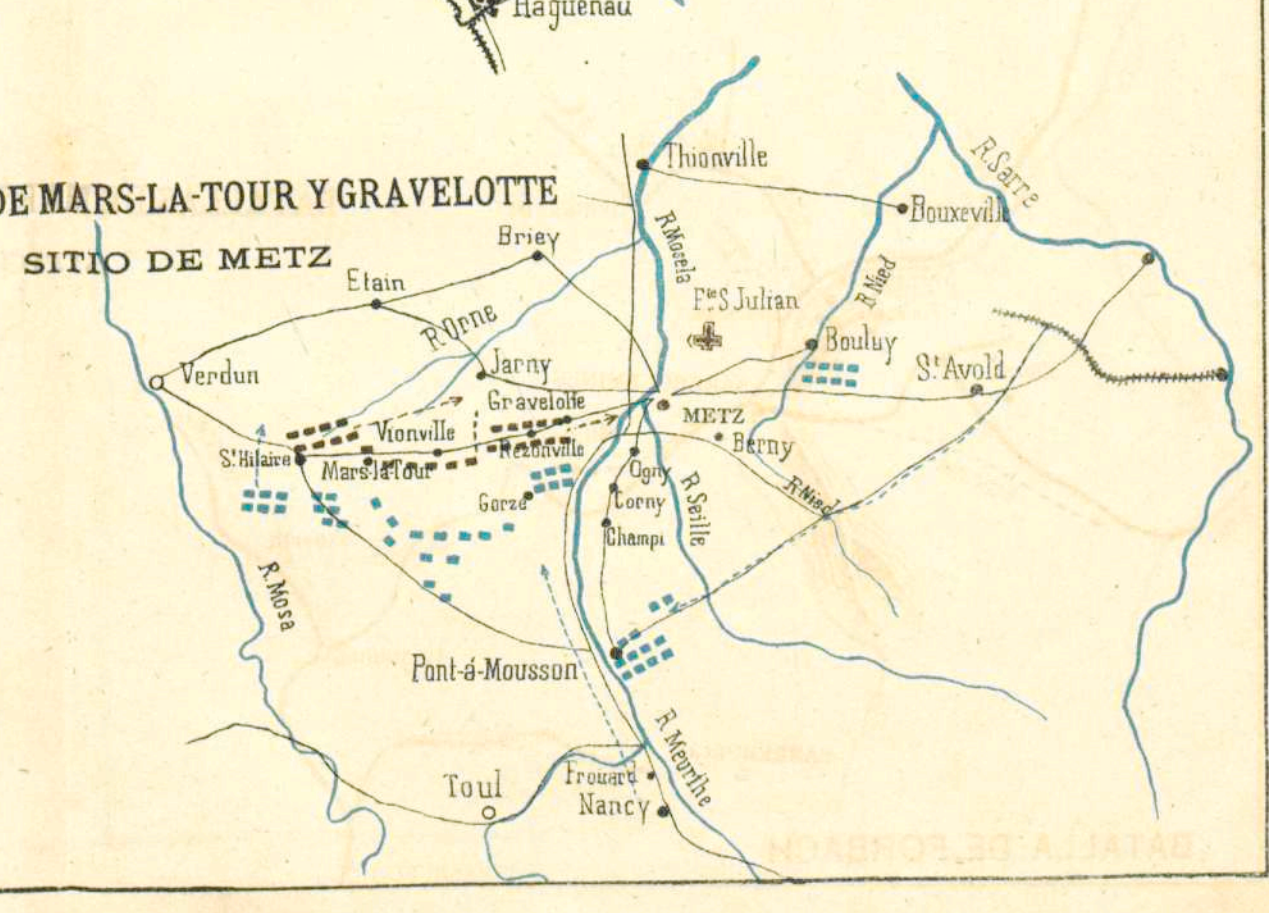 Haguenau
DE MARS-LA-TOUR Y GRAVELOTTE
SITIO DE METZ
Thionville
R. Sarre
Bouxeville
R. Mosela
Briey
Etain
R. Orne
R. Nied
Fte. S. Julian
Bouluy
Verdun
Jarny
St. Avold
Gravelotte
METZ
Vionville
Berny
Rezonville
St. Hilaire
Mars-la-Tour
Ogny
Gorze
Corny
R. Seille
R. Nied
Champi
R. Mosa
Pont-á-Mousson
R. Meurthe
Toul
Frouard
Nancy
BATALLA DE FORBACH